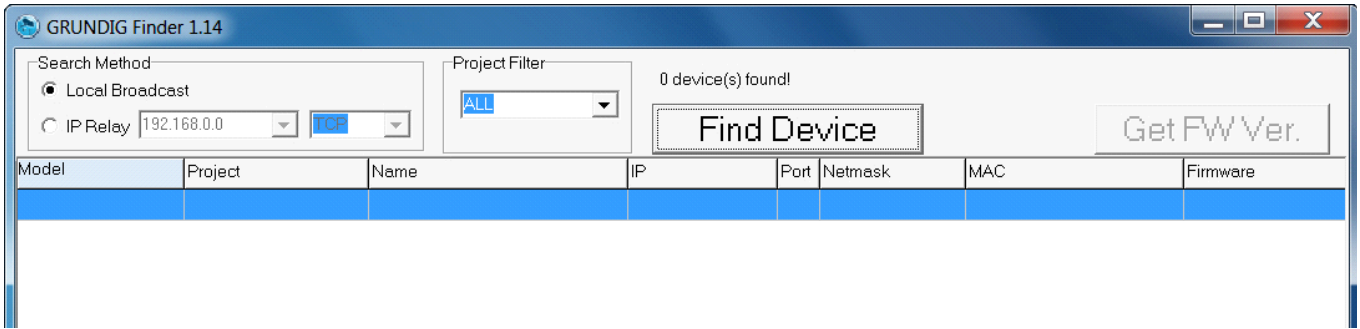 GRUNDIG Finder 1.14
Search Method
Local Broadcast
IP Relay 192.168.0.0 TCP
Project Filter
ALL
0 device(s) found!
Find Device
Get FW Ver.
Model Project Name IP Port Netmask MAC Firmware